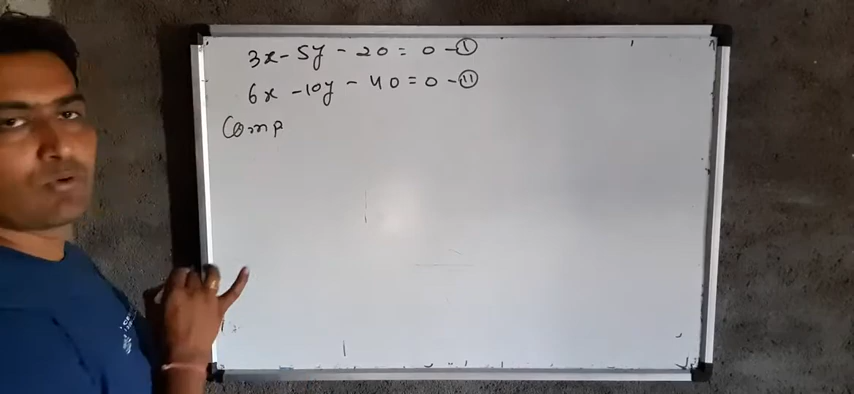 3x - 5y - 20 = 0 - ①
6x - 10y - 40 = 0 - ⑪
Comp